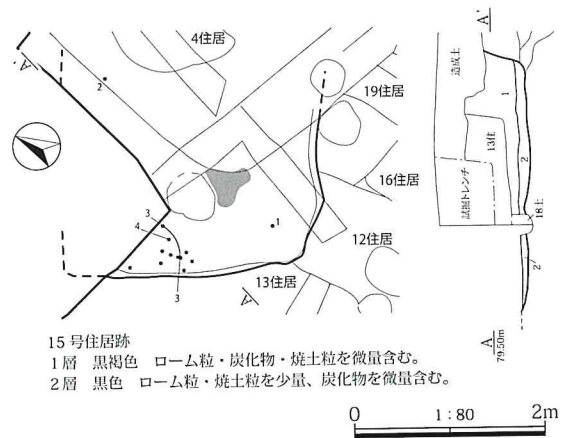 4住居
A'
A'
2
造成土
1
19住居
13住
16住居
2
試掘トレンチ
18土
3
4
1
12住居
3
13住居
A
2
A
79.50m
15号住居跡
1層 黒褐色 ローム粒・炭化物・焼土粒を微量含む。
2層 黒色 ローム粒・焼土粒を少量、炭化物を微量含む。
0 1:80 2m